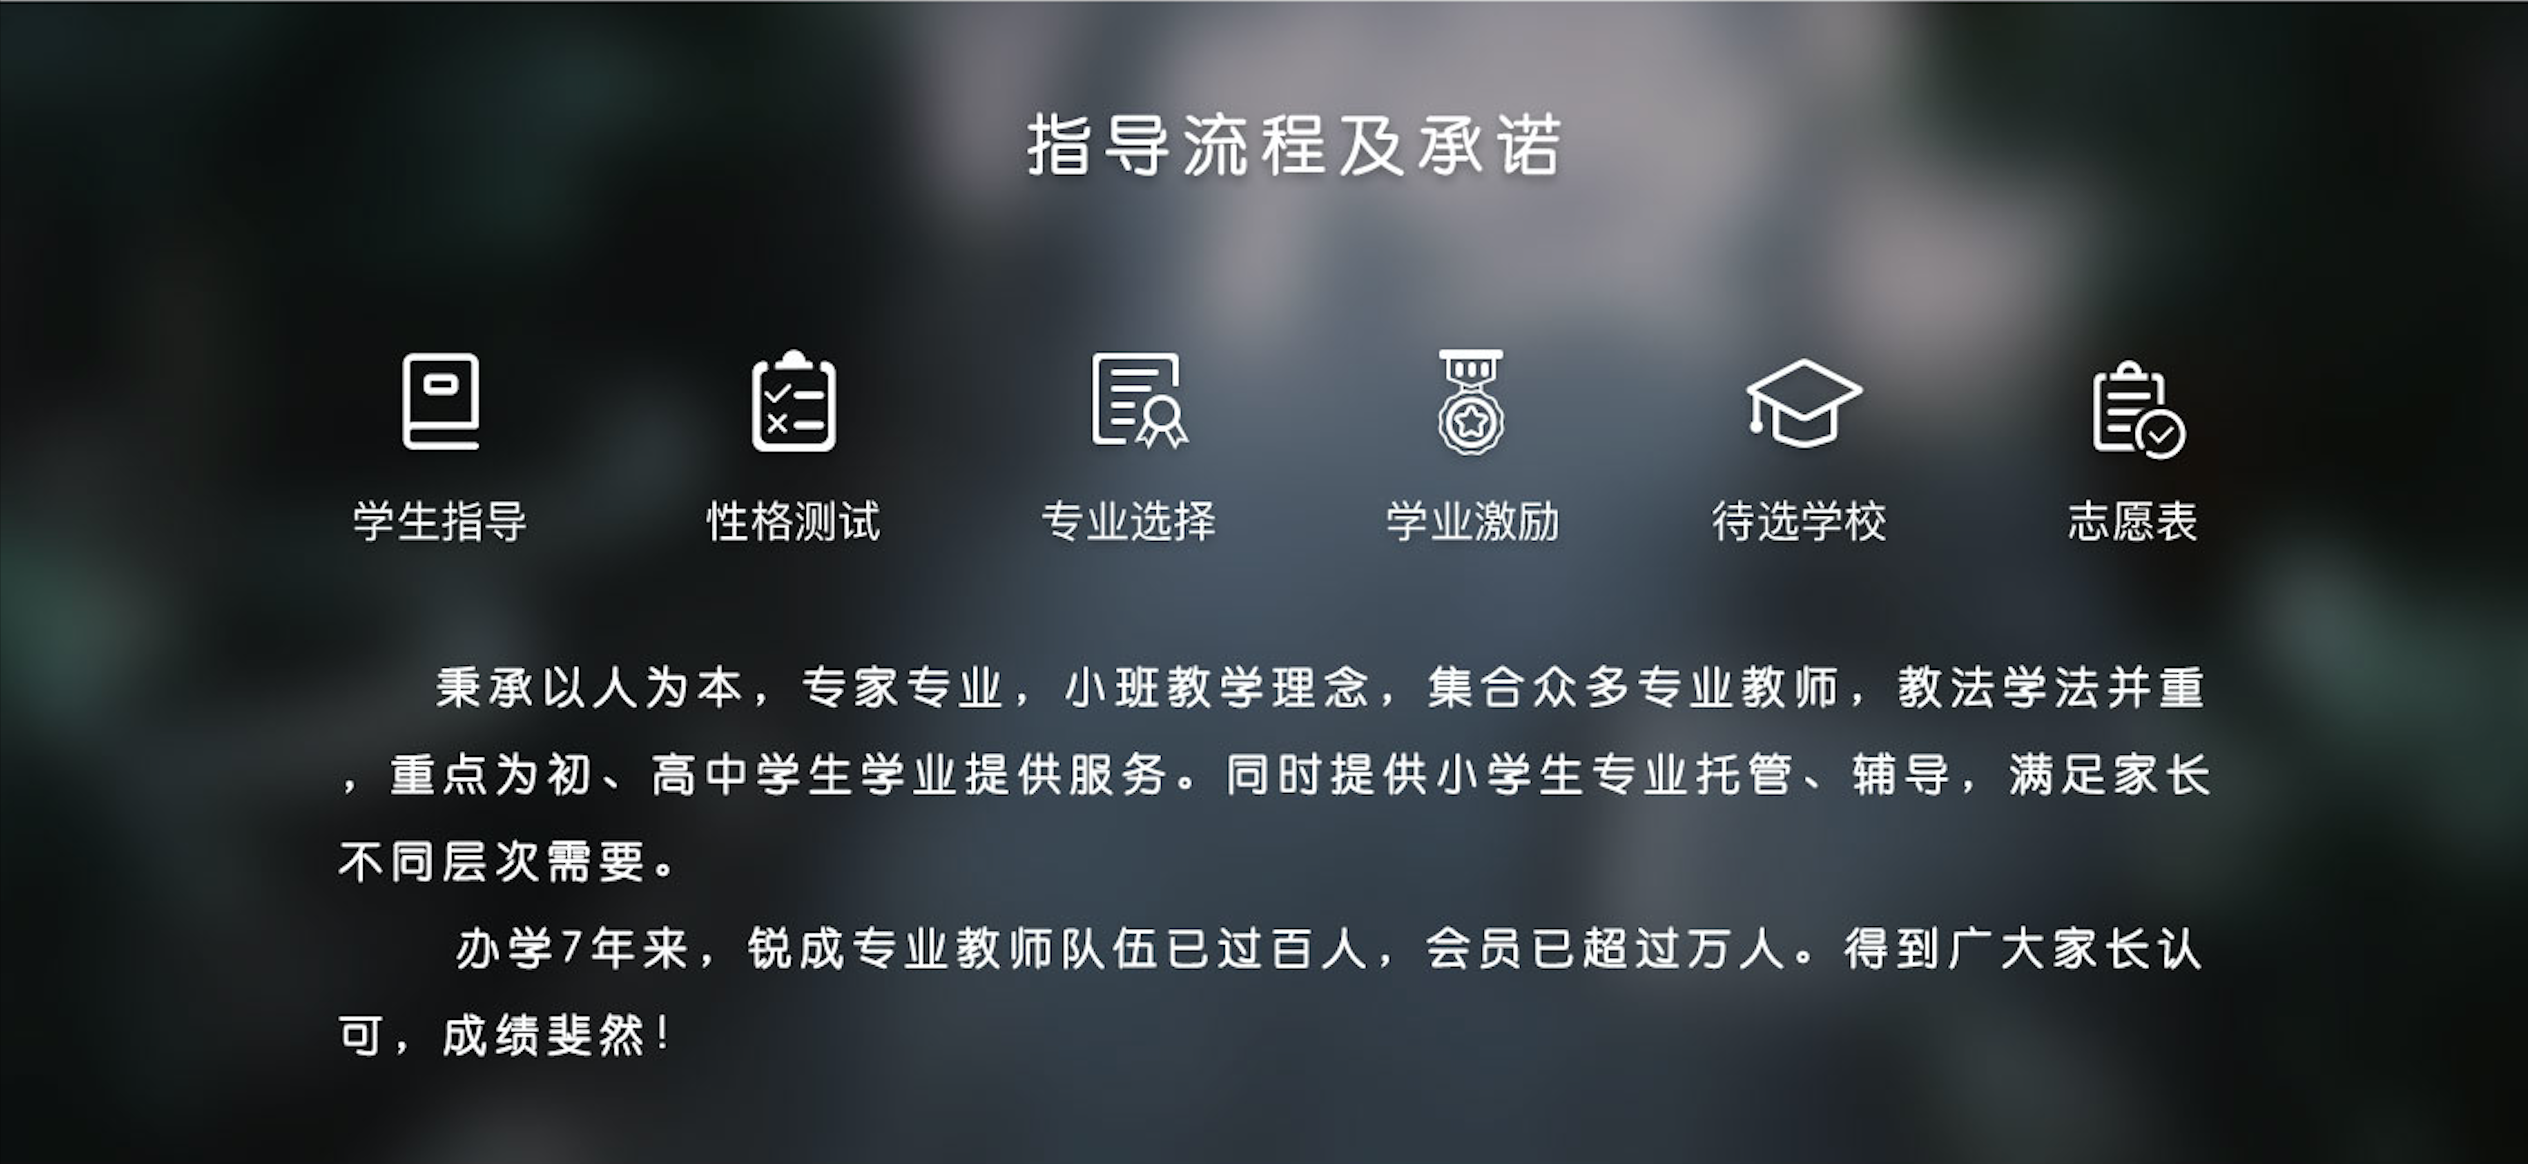 指导流程及承诺
学生指导
性格测试
专业选择
学业激励
待选学校
志愿表
秉承以人为本，专家专业，小班教学理念，集合众多专业教师，教法学法并重
，重点为初、高中学生学业提供服务。同时提供小学生专业托管、辅导，满足家长
不同层次需要。
办学7年来，锐成专业教师队伍已过百人，会员已超过万人。得到广大家长认
可，成绩斐然！